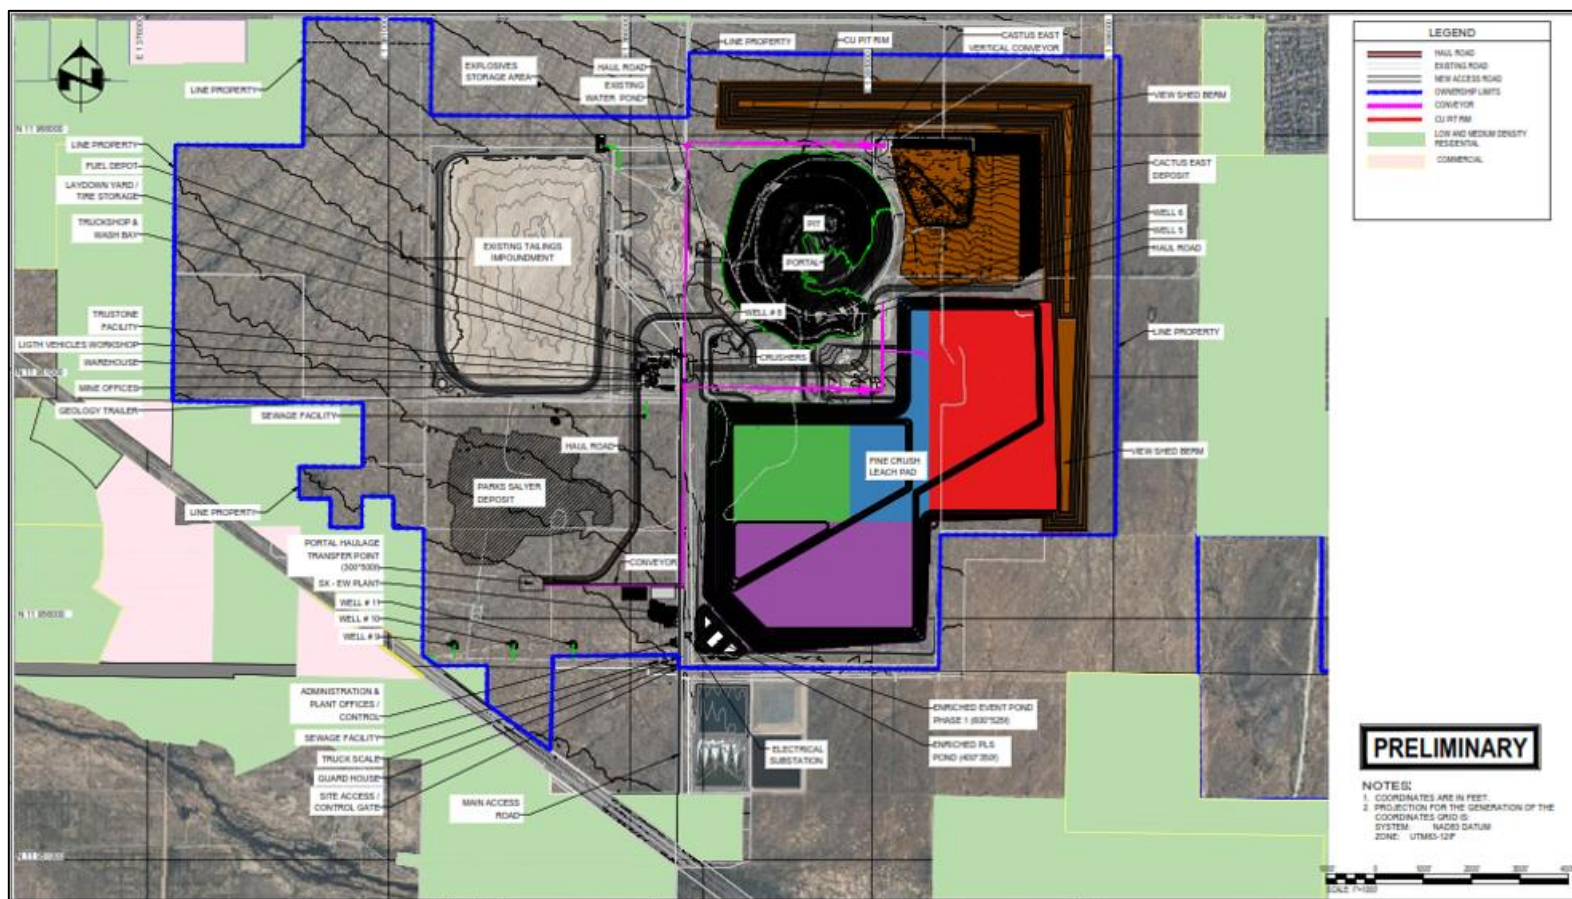 LINE PROPERTY
CU PIT RIM
CASTUS EAST
VERTICAL CONVEYOR
EXPLOSIVES
STORAGE AREA
HAUL ROAD
EXISTING
WATER POND
LINE PROPERTY
VIEW SHED BERM
LINE PROPERTY
FUEL DEPOT
LAYDOWN YARD /
TIRE STORAGE
TRUCKSHOP &
WASH BAY
CACTUS EAST
DEPOSIT
WELL 6
WELL 5
HAUL ROAD
EXISTING TAILINGS
IMPOUNDMENT
PIT
PORTAL
TRUSTONE
FACILITY
LIGTH VEHICLES WORKSHOP
WAREHOUSE
MINE OFFICES
GEOLOGY TRAILER
SEWAGE FACILITY
CRUSHERS
LINE PROPERTY
HAUL ROAD
FINE CRUSH
LEACH PAD
VIEW SHED BERM
PARKS SALYER
DEPOSIT
LINE PROPERTY
PORTAL HAULAGE
TRANSFER POINT
SX - EW PLANT
CONVEYOR
WELL # 11
WELL # 10
WELL # 9
ADMINISTRATION &
PLANT OFFICES /
CONTROL
SEWAGE FACILITY
TRUCK SCALE
GUARD HOUSE
SITE ACCESS /
CONTROL GATE
MAIN ACCESS
ROAD
ELECTRICAL
SUBSTATION
ENRICHED EVENT POND
PHASE 1
ENRICHED PLS
POND
LEGEND
HAUL ROAD
EXISTING ROAD
NEW ACCESS ROAD
OWNERSHIP LIMITS
CONVEYOR
CU PIT RIM
LOW AND MEDIUM DENSITY
RESIDENTIAL
COMMERCIAL
PRELIMINARY
NOTES:
1. COORDINATES ARE IN FEET.
2. PROJECTION FOR THE GENERATION OF THE
COORDINATES GRID IS:
SYSTEM: NAD83 DATUM
ZONE: UTM83-12IF